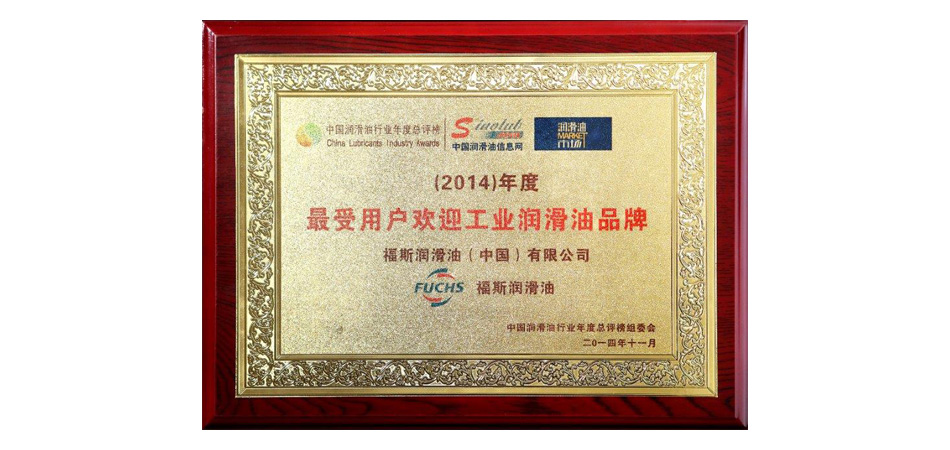 中国润滑油行业年度总评榜
China Lubricants Industry Awards
Sinolub
中国润滑油信息网
润滑油
MARKET
市场
(2014)年度
最受用户欢迎工业润滑油品牌
福斯润滑油(中国)有限公司
FUCHS 福斯润滑油
中国润滑油行业年度总评榜组委会
二0一四年十一月